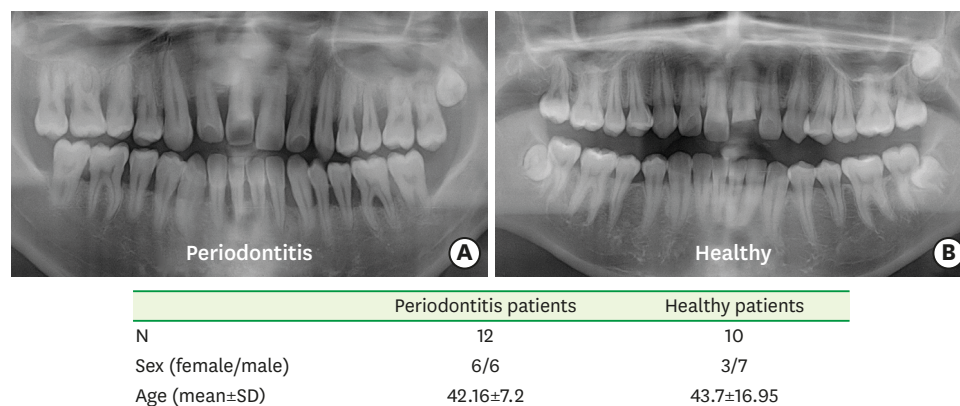 Periodontitis
A
Healthy
B
Periodontitis patients Healthy patients
N 12 10
Sex (female/male) 6/6 3/7
Age (mean±SD) 42.16±7.2 43.7±16.95